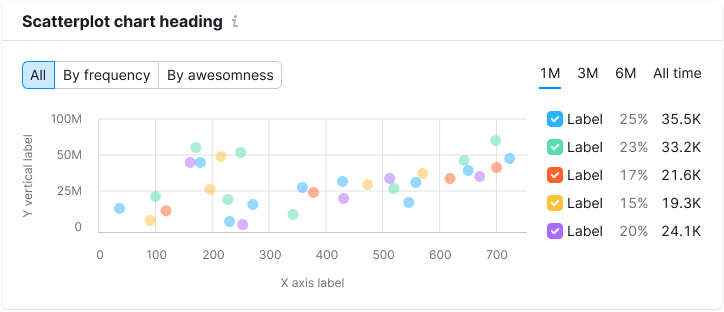 Scatterplot chart heading i
All By frequency By awesomness
1M 3M 6M All time
Y vertical label
100M
50M
25M
0
0 100 200 300 400 500 600 700
X axis label
Label 25% 35.5K
Label 23% 33.2K
Label 17% 21.6K
Label 15% 19.3K
Label 20% 24.1K